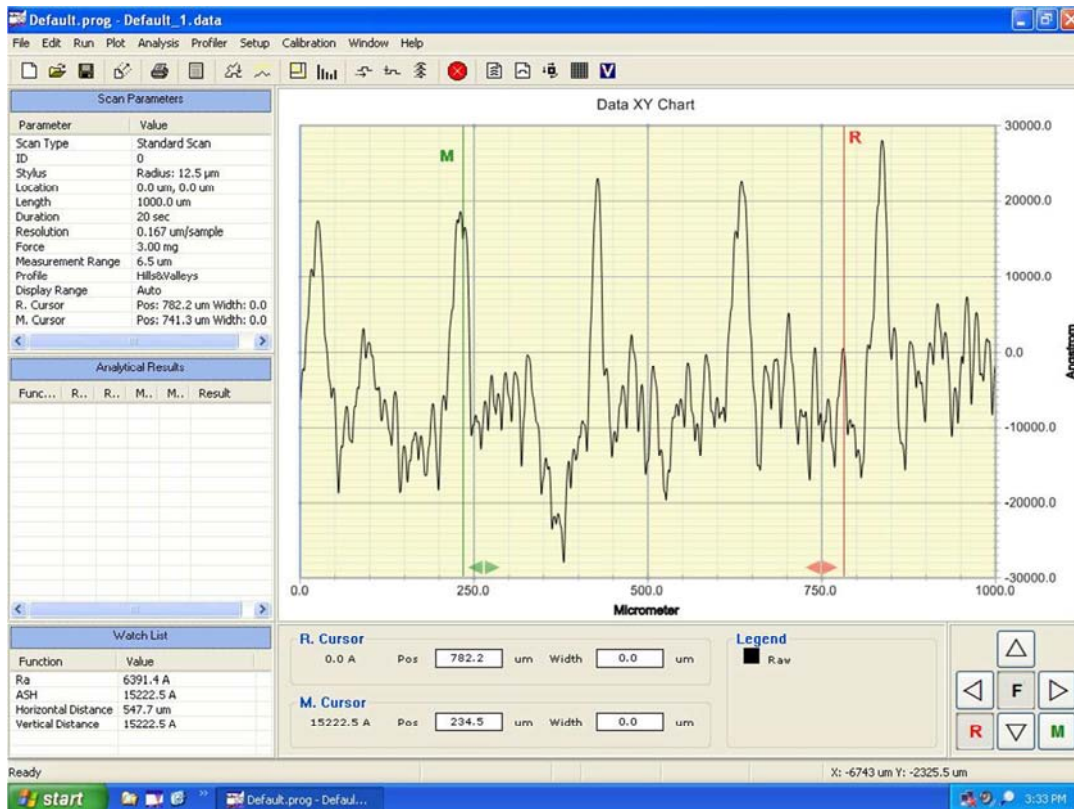 Default.prog - Default_1.data
File Edit Run Plot Analysis Profiler Setup Calibration Window Help
Scan Parameters
Parameter Value
Scan Type Standard Scan
ID 0
Stylus Radius: 12.5 µm
Location 0.0 um, 0.0 um
Length 1000.0 um
Duration 20 sec
Resolution 0.167 um/sample
Force 3.00 mg
Measurement Range 6.5 um
Profile Hills&Valleys
Display Range Auto
R. Cursor Pos: 782.2 um Width: 0.0
M. Cursor Pos: 741.3 um Width: 0.0
Analytical Results
Func... R.. R.. M.. M.. Result
Watch List
Function Value
Ra 6391.4 A
ASH 15222.5 A
Horizontal Distance 547.7 um
Vertical Distance 15222.5 A
Data XY Chart
M
R
30000.0
20000.0
10000.0
0.0
-10000.0
-20000.0
-30000.0
Angstrom
0.0 250.0 500.0 750.0 1000.0
Micrometer
R. Cursor
0.0 A Pos 782.2 um Width 0.0 um
M. Cursor
15222.5 A Pos 234.5 um Width 0.0 um
Legend
Raw
F
R M
Ready X: -6743 um Y: -2325.5 um
start Default.prog - Defaul... 3:33 PM